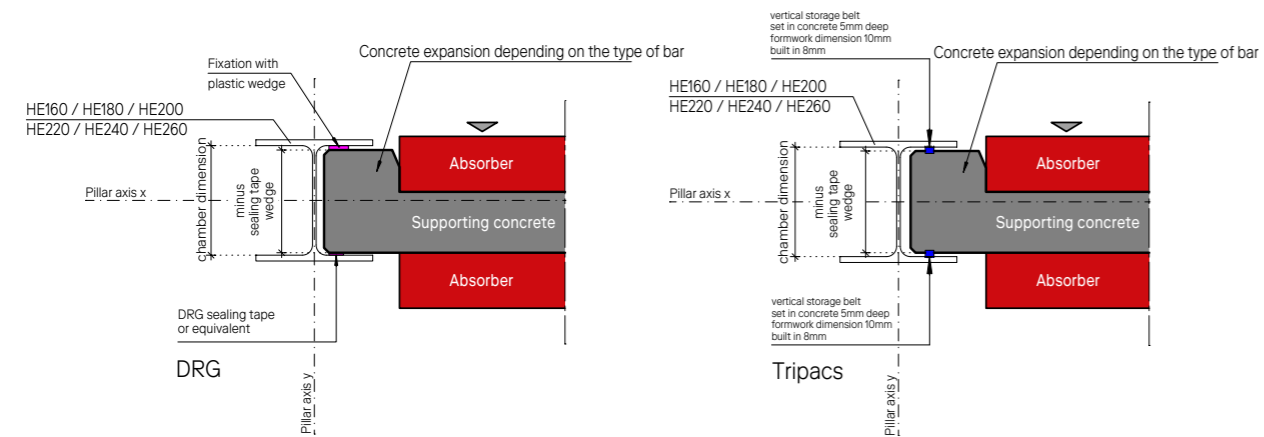 Fixation with
plastic wedge
Concrete expansion depending on the type of bar
HE160 / HE180 / HE200
HE220 / HE240 / HE260
chamber dimension
minus
sealing tape
wedge
Absorber
Pillar axis x
Supporting concrete
Absorber
DRG sealing tape
or equivalent
DRG
Pillar axis y
vertical storage belt
set in concrete 5mm deep
formwork dimension 10mm
built in 8mm
Concrete expansion depending on the type of bar
HE160 / HE180 / HE200
HE220 / HE240 / HE260
chamber dimension
minus
sealing tape
wedge
Absorber
Pillar axis x
Supporting concrete
Absorber
vertical storage belt
set in concrete 5mm deep
formwork dimension 10mm
built in 8mm
Tripacs
Pillar axis y